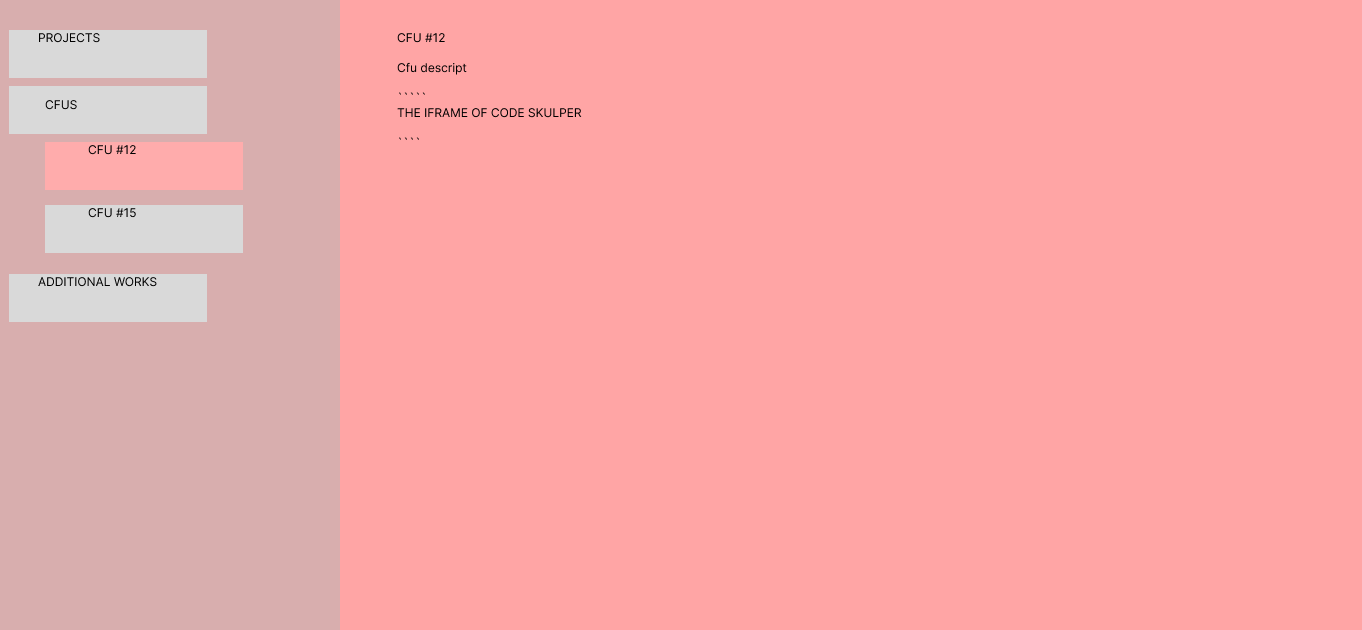 PROJECTS
CFUS
CFU #12
CFU #15
ADDITIONAL WORKS
CFU #12
Cfu descript
`````
THE IFRAME OF CODE SKULPER
````